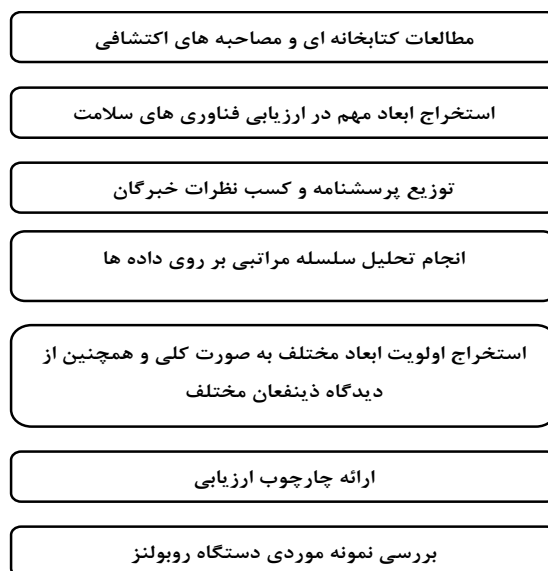 مطالعات کتابخانه ای و مصاحبه های اکتشافی
استخراج ابعاد مهم در ارزیابی فناوری های سلامت
توزیع پرسشنامه و کسب نظرات خبرگان
انجام تحلیل سلسله مراتبی بر روی داده ها
استخراج اولویت ابعاد مختلف به صورت کلی و همچنین از
دیدگاه ذینفعان مختلف
ارائه چارچوب ارزیابی
بررسی نمونه موردی دستگاه روبولنز